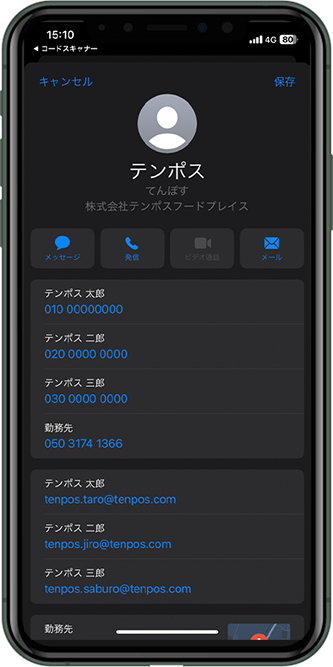 15:10
4G 80
◀ コードスキャナー
キャンセル
保存
テンポス
てんぽす
株式会社テンポスフードプレイス
メッセージ
発信
ビデオ通話
メール
テンポス 太郎
010 00000000
テンポス 二郎
020 0000 0000
テンポス 三郎
030 0000 0000
勤務先
050 3174 1366
テンポス 太郎
tenpos.taro@tenpos.com
テンポス 二郎
tenpos.jiro@tenpos.com
テンポス 三郎
tenpos.saburo@tenpos.com
勤務先